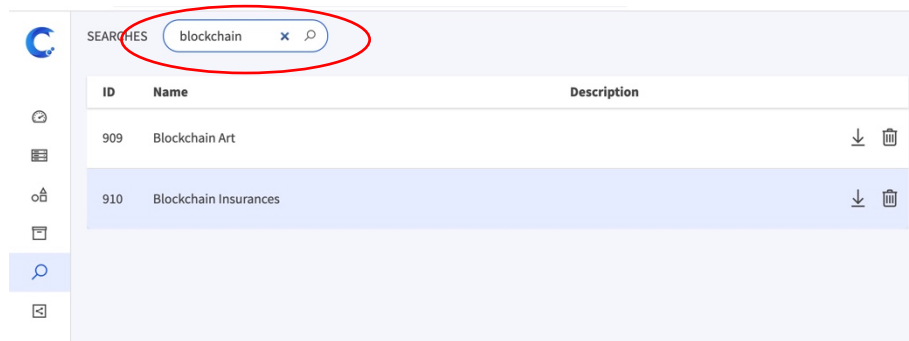 SEARCHES blockchain
ID Name Description
909 Blockchain Art
910 Blockchain Insurances